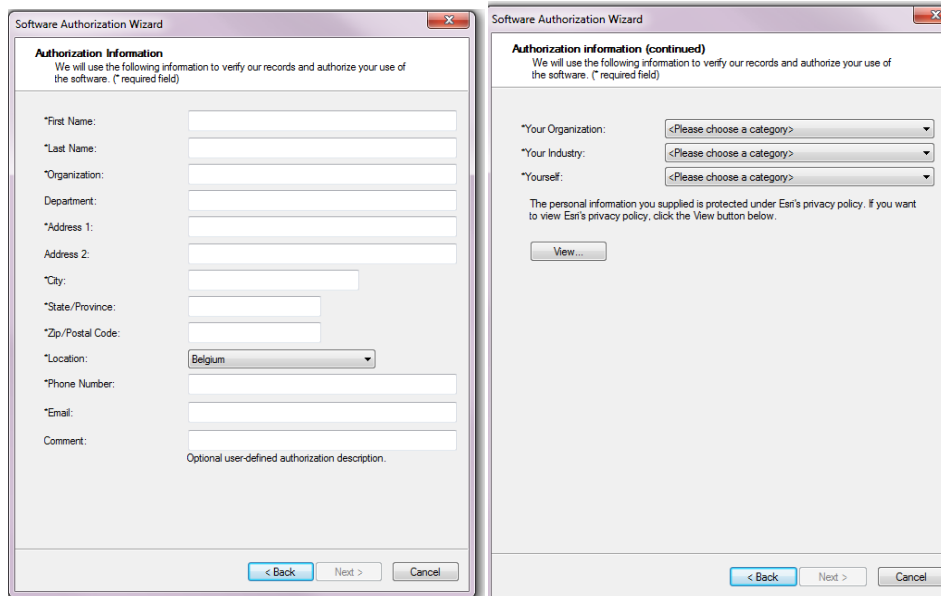 Software Authorization Wizard
Authorization Information
We will use the following information to verify our records and authorize your use of
the software. (* required field)
*First Name:
*Last Name:
*Organization:
Department:
*Address 1:
Address 2:
*City:
*State/Province:
*Zip/Postal Code:
*Location: Belgium
*Phone Number:
*Email:
Comment:
Optional user-defined authorization description.
< Back Next > Cancel
Software Authorization Wizard
Authorization information (continued)
We will use the following information to verify our records and authorize your use of
the software. (* required field)
*Your Organization: <Please choose a category>
*Your Industry: <Please choose a category>
*Yourself: <Please choose a category>
The personal information you supplied is protected under Esri's privacy policy. If you want
to view Esri's privacy policy, click the View button below.
View...
< Back Next > Cancel